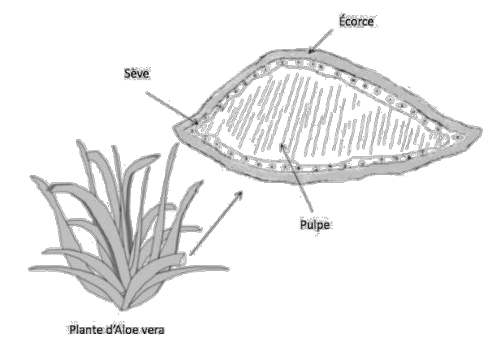 Écorce
Sève
Pulpe
Plante d'Aloe vera